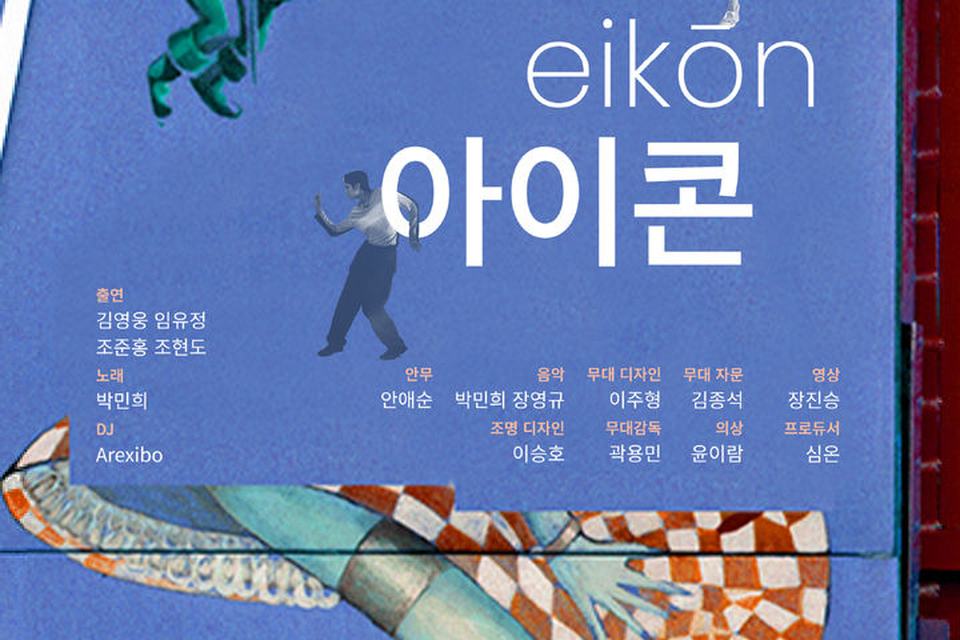 eikōn
아이콘
출연
김영웅 임유정
조준홍 조현도
노래
박민희
DJ
Arexibo
안무
안애순
음악
박민희 장영규
무대 디자인
이주형
무대 자문
김종석
영상
장진승
조명 디자인
이승호
무대감독
곽용민
의상
윤이람
프로듀서
심온